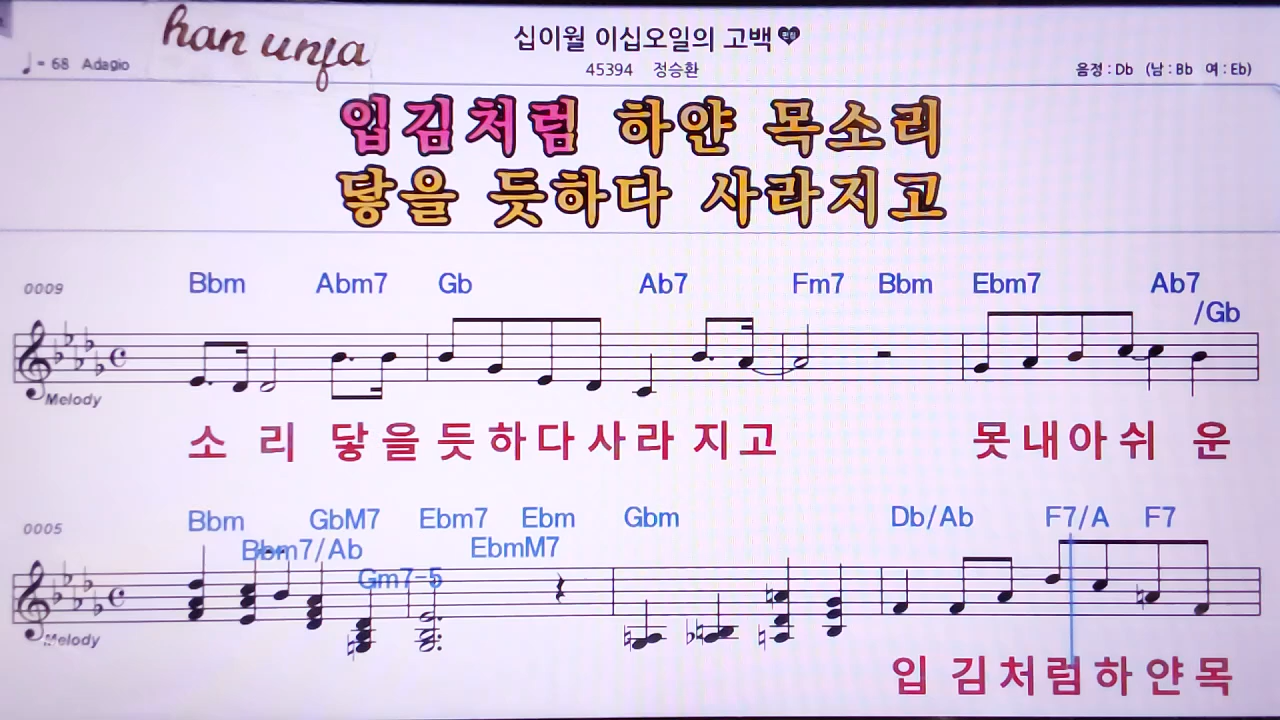 han unja
십이월 이십오일의 고백
♩= 68 Adagio
45394 정승환
음정 : Db (남 : Bb 여 : Eb)
입김처럼 하얀 목소리
닿을 듯하다 사라지고
0009 Bbm Abm7 Gb Ab7 Fm7 Bbm Ebm7 Ab7
/Gb
Melody
소 리 닿 을 듯 하 다 사 라 지 고 못 내 아 쉬 운
0005 Bbm GbM7 Ebm7 Ebm Gbm Db/Ab F7/A F7
Bbm7/Ab EbmM7
Gm7-5
Melody
입 김 처 럼 하 얀 목